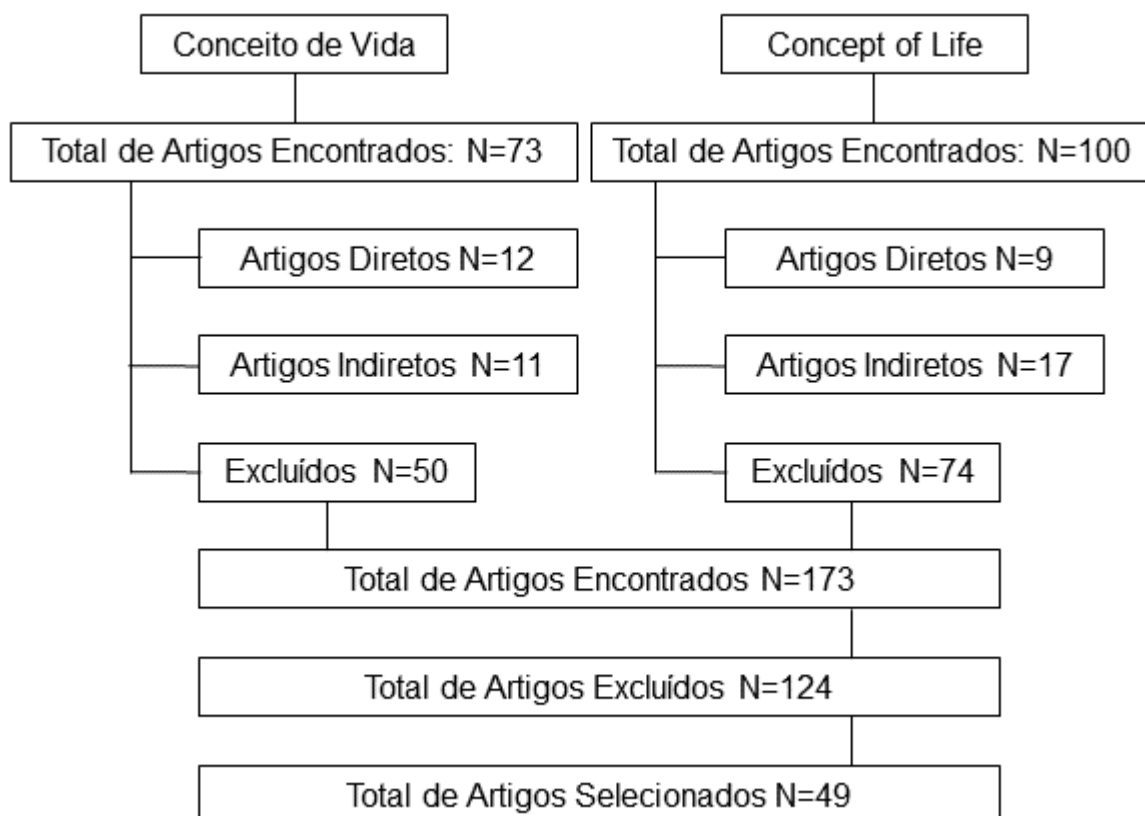 Conceito de Vida
Concept of Life
Total de Artigos Encontrados: N=73
Total de Artigos Encontrados: N=100
Artigos Diretos N=12
Artigos Diretos N=9
Artigos Indiretos N=11
Artigos Indiretos N=17
Excluídos N=50
Excluídos N=74
Total de Artigos Encontrados N=173
Total de Artigos Excluídos N=124
Total de Artigos Selecionados N=49